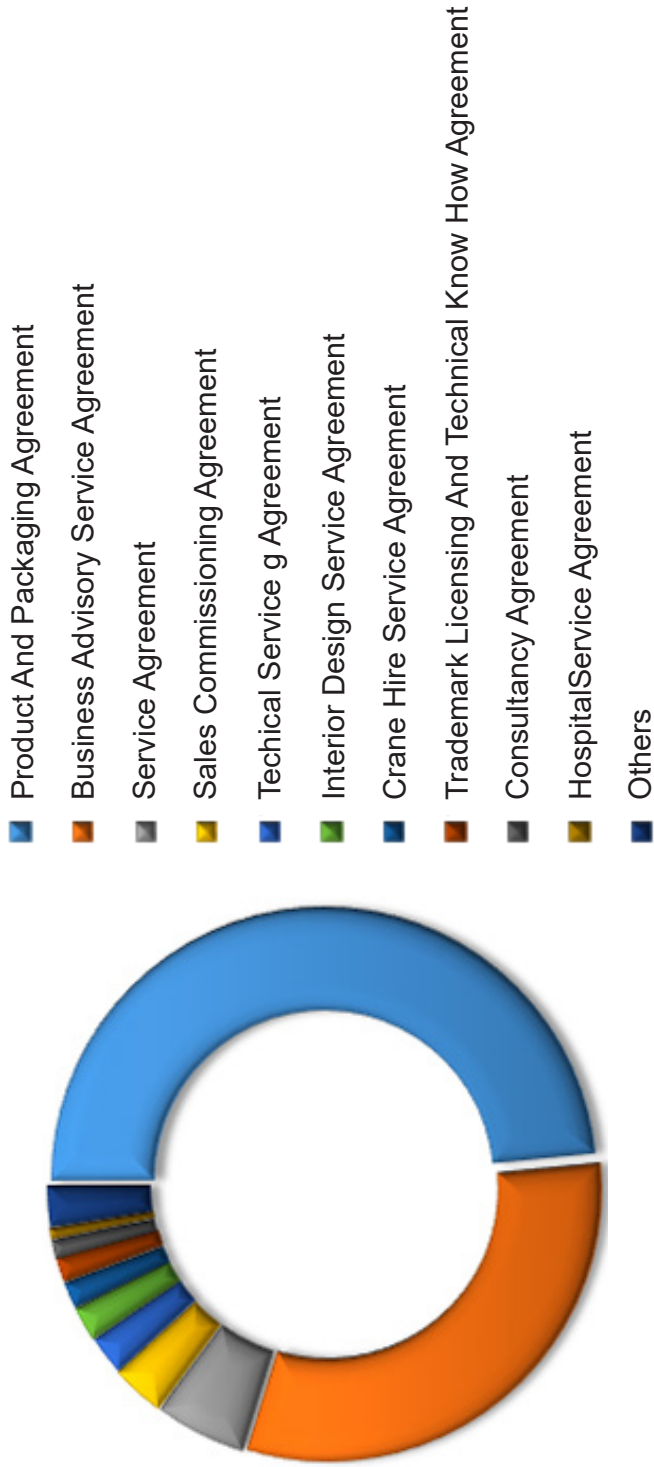 Product And Packaging Agreement
Business Advisory Service Agreement
Service Agreement
Sales Commissioning Agreement
Techical Service g Agreement
Interior Design Service Agreement
Crane Hire Service Agreement
Trademark Licensing And Technical Know How Agreement
Consultancy Agreement
HospitalService Agreement
Others